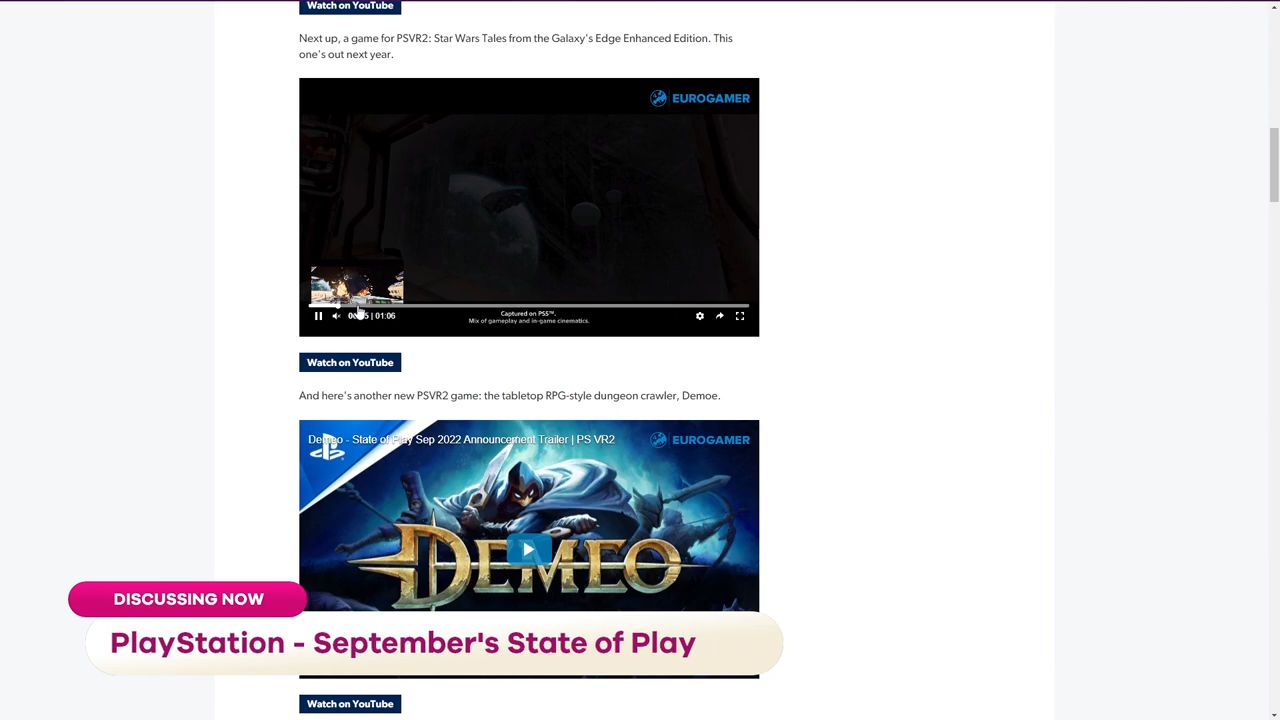 Watch on YouTube
Next up, a game for PSVR2: Star Wars Tales from the Galaxy's Edge Enhanced Edition. This
one's out next year.
EUROGAMER
| 01:06
Captured on PS5™.
Mix of gameplay and in-game cinematics.
Watch on YouTube
And here's another new PSVR2 game: the tabletop RPG-style dungeon crawler, Demoe.
Demeo - State of Play Sep 2022 Announcement Trailer | PS VR2
EUROGAMER
DEMEO
DISCUSSING NOW
PlayStation - September's State of Play
Watch on YouTube